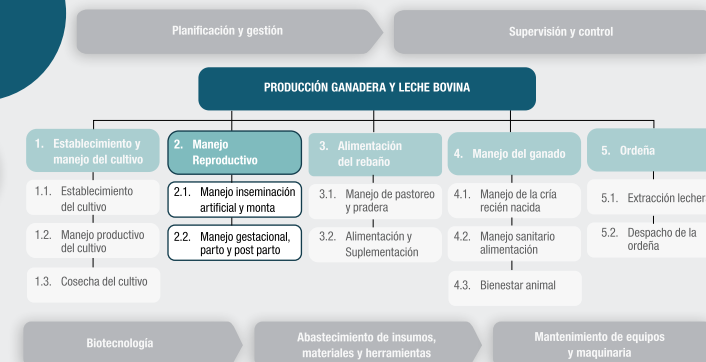 Planificación y gestión
Supervisión y control
PRODUCCIÓN GANADERA Y LECHE BOVINA
1. Establecimiento y
manejo del cultivo
1.1. Establecimiento
del cultivo
1.2. Manejo productivo
del cultivo
1.3. Cosecha del cultivo
2. Manejo
Reproductivo
2.1. Manejo inseminación
artificial y monta
2.2. Manejo gestacional,
parto y post parto
3. Alimentación
del rebaño
3.1. Manejo de pastoreo
y pradera
3.2. Alimentación y
Suplementación
4. Manejo del ganado
4.1. Manejo de la cría
recién nacida
4.2. Manejo sanitario
alimentación
4.3. Bienestar animal
5. Ordeña
5.1. Extracción lecher
5.2. Despacho de la
ordeña
Biotecnología
Abastecimiento de insumos,
materiales y herramientas
Mantenimiento de equipos
y maquinaria